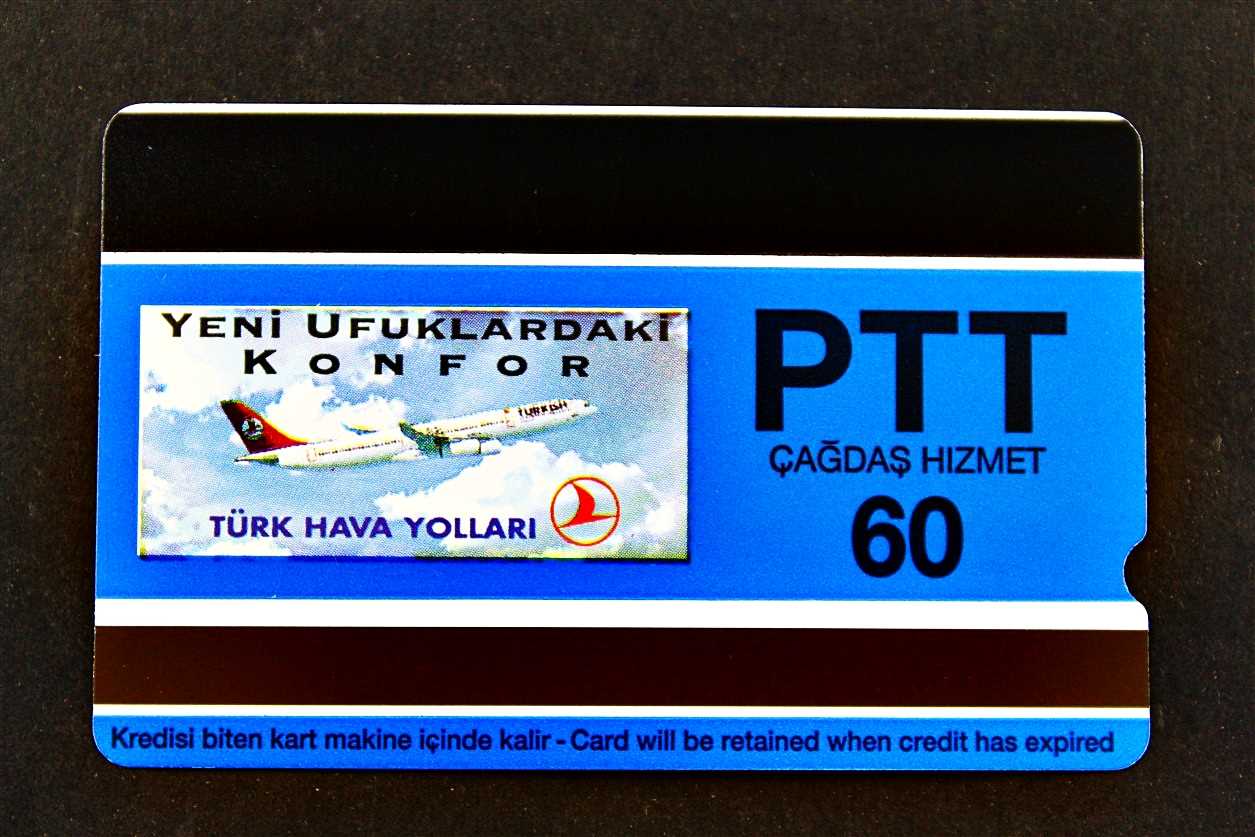 YENİ UFUKLARDAKİ
KONFOR
TURKISH
TÜRK HAVA YOLLARI
PTT
ÇAĞDAŞ HIZMET
60
Kredisi biten kart makine içinde kalir - Card will be retained when credit has expired